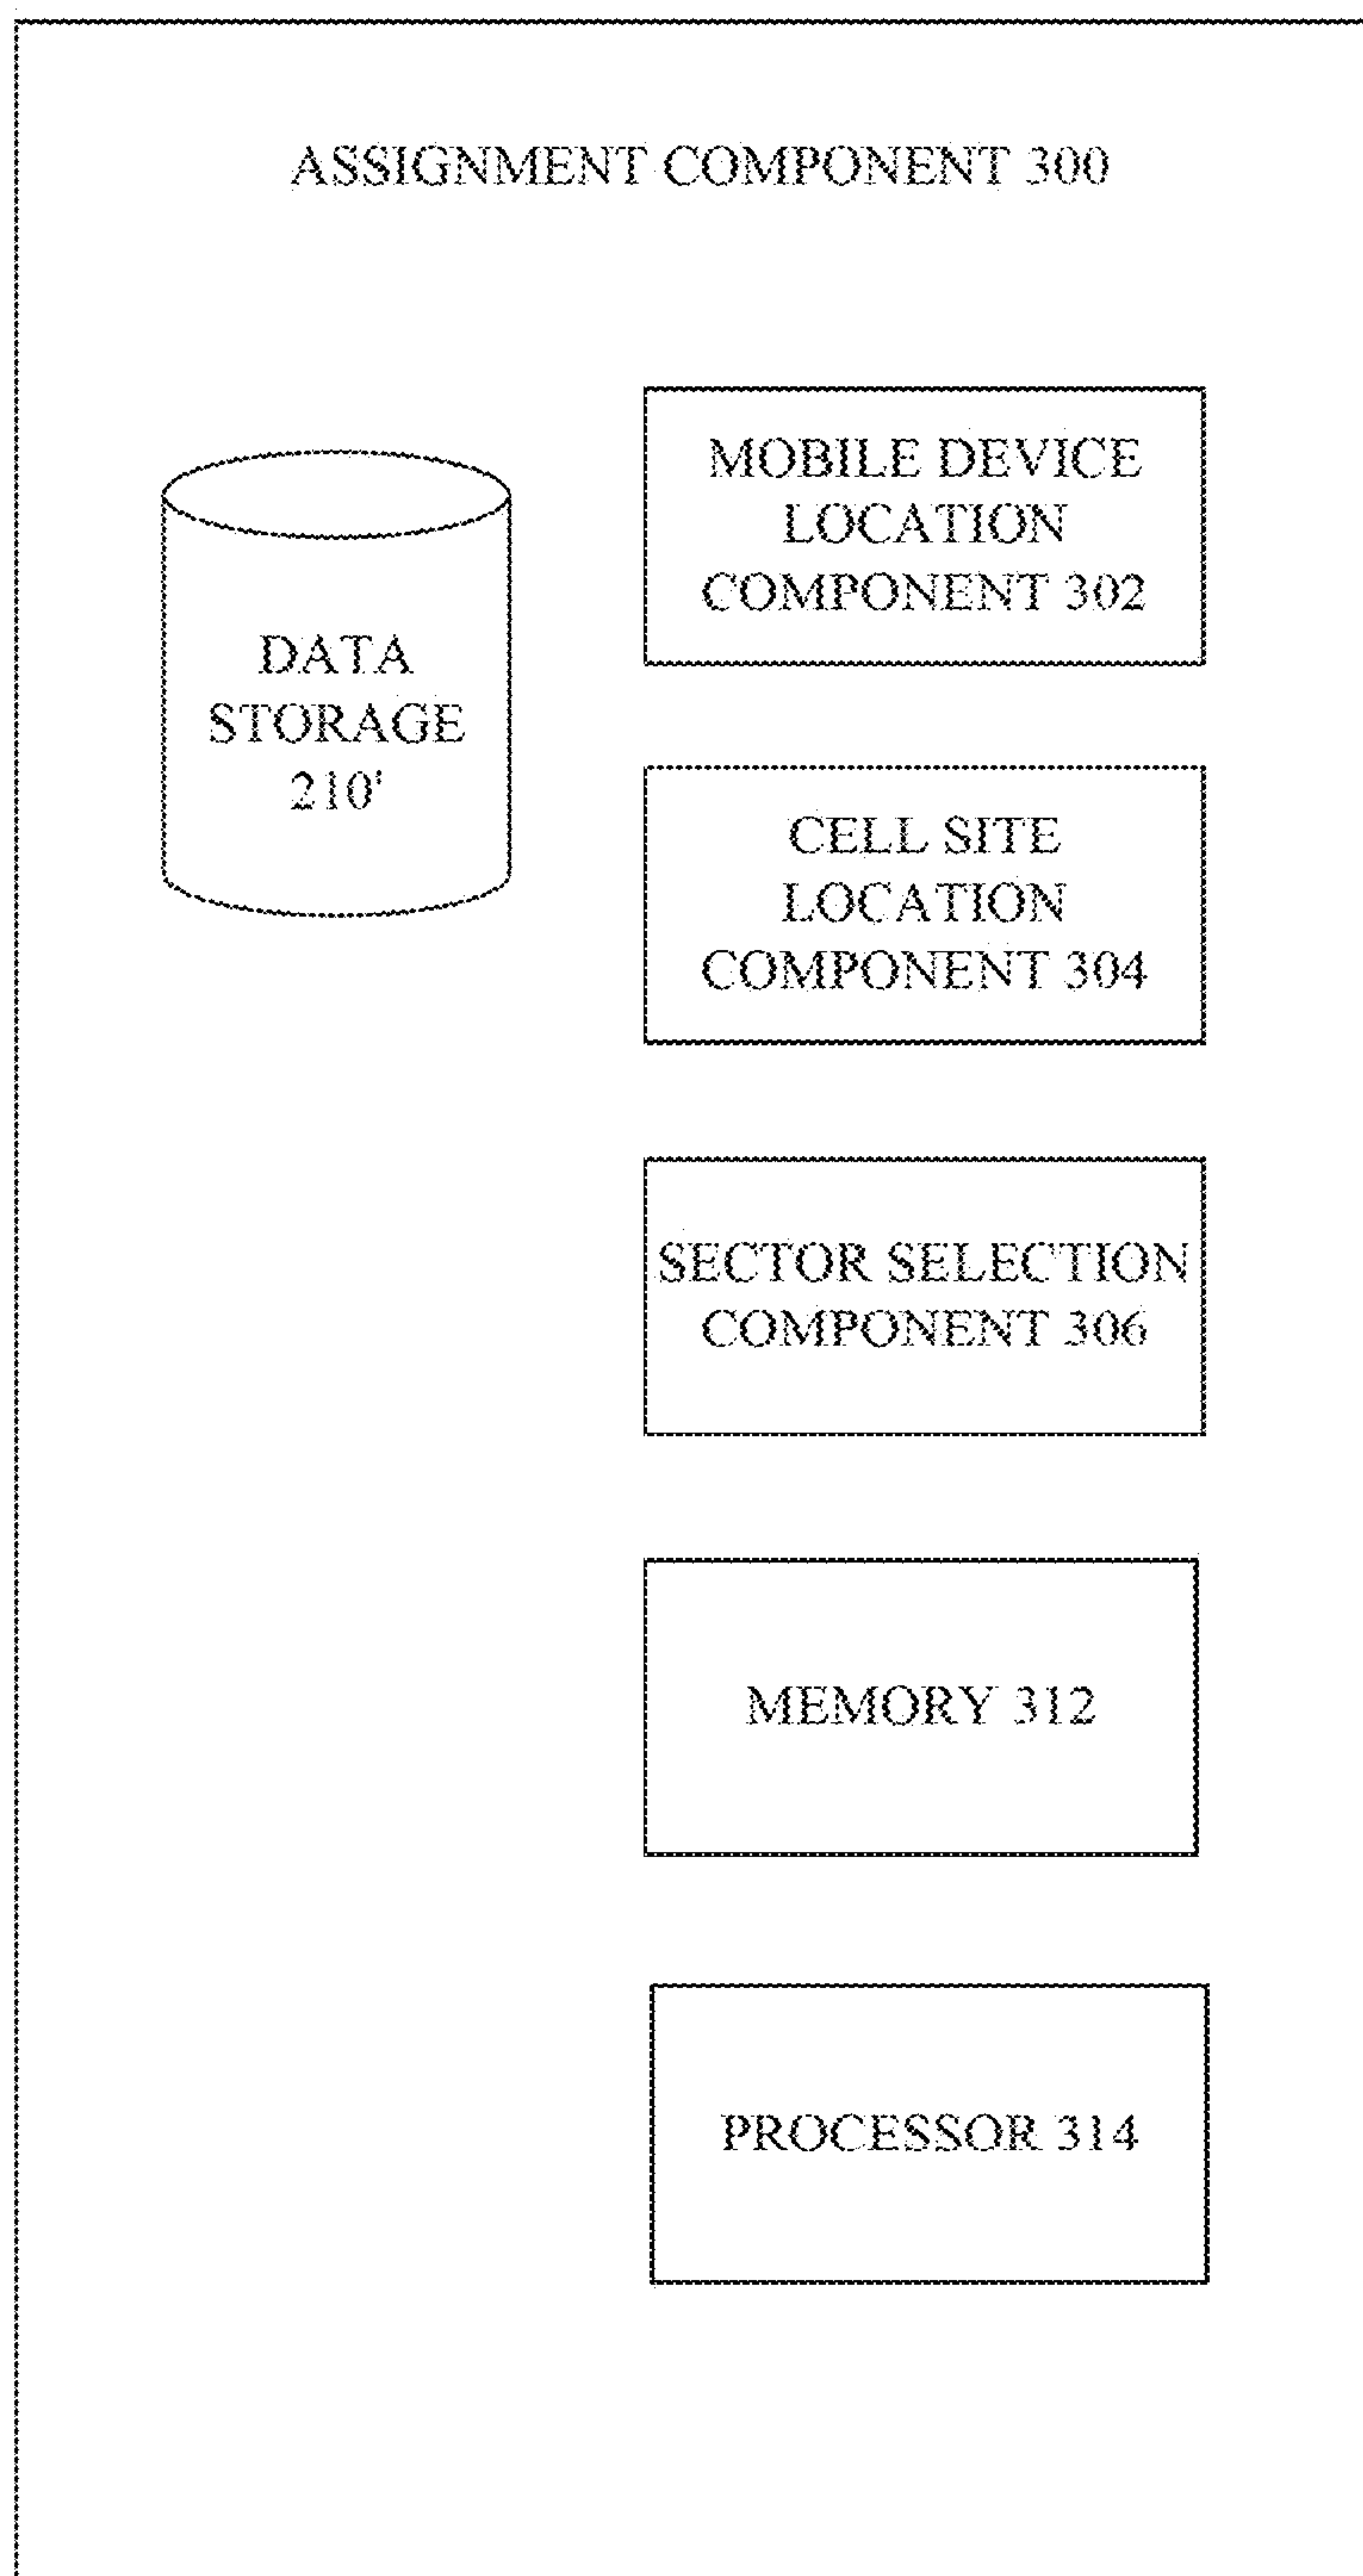 ASSIGNMENT COMPONENT 300
DATA
STORAGE
210'
MOBILE DEVICE
LOCATION
COMPONENT 302
CELL SITE
LOCATION
COMPONENT 304
SECTOR SELECTION
COMPONENT 306
MEMORY 312
PROCESSOR 314